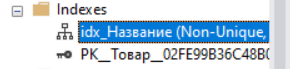 Indexes
idx_Название (Non-Unique,
PK__Товар__02FE99B36C48B0